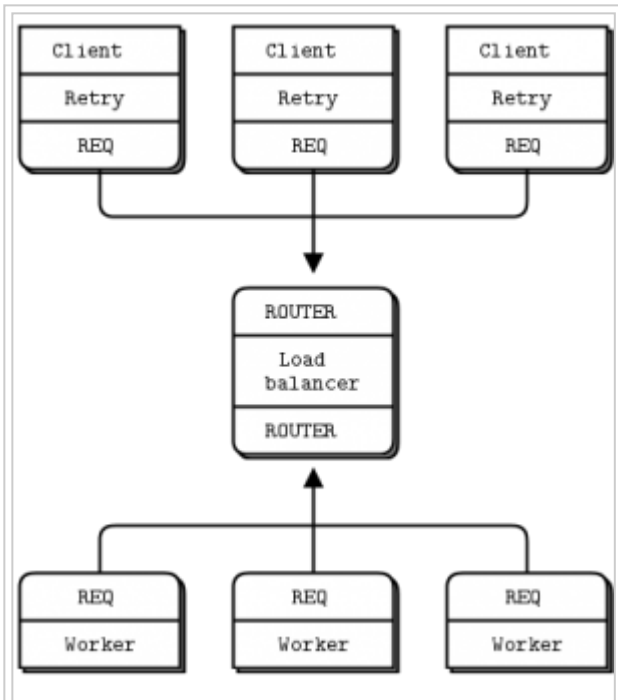 Client
Client
Client
Retry
Retry
Retry
REQ
REQ
REQ
ROUTER
Load
balancer
ROUTER
REQ
REQ
REQ
Worker
Worker
Worker